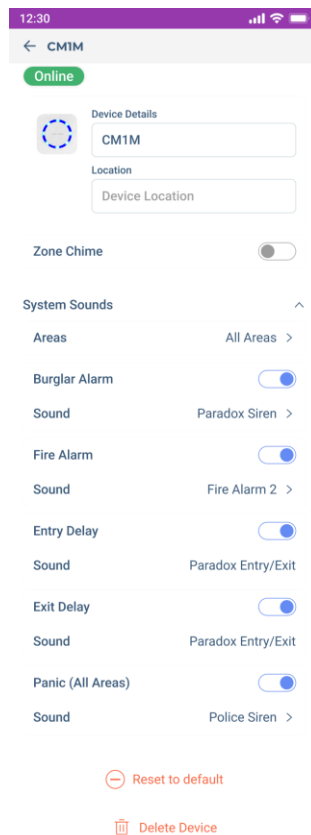 12:30
CM1M
Online
Device Details
CM1M
Location
Device Location
Zone Chime
System Sounds
Areas All Areas
Burglar Alarm
Sound Paradox Siren
Fire Alarm
Sound Fire Alarm 2
Entry Delay
Sound Paradox Entry/Exit
Exit Delay
Sound Paradox Entry/Exit
Panic (All Areas)
Sound Police Siren
Reset to default
Delete Device